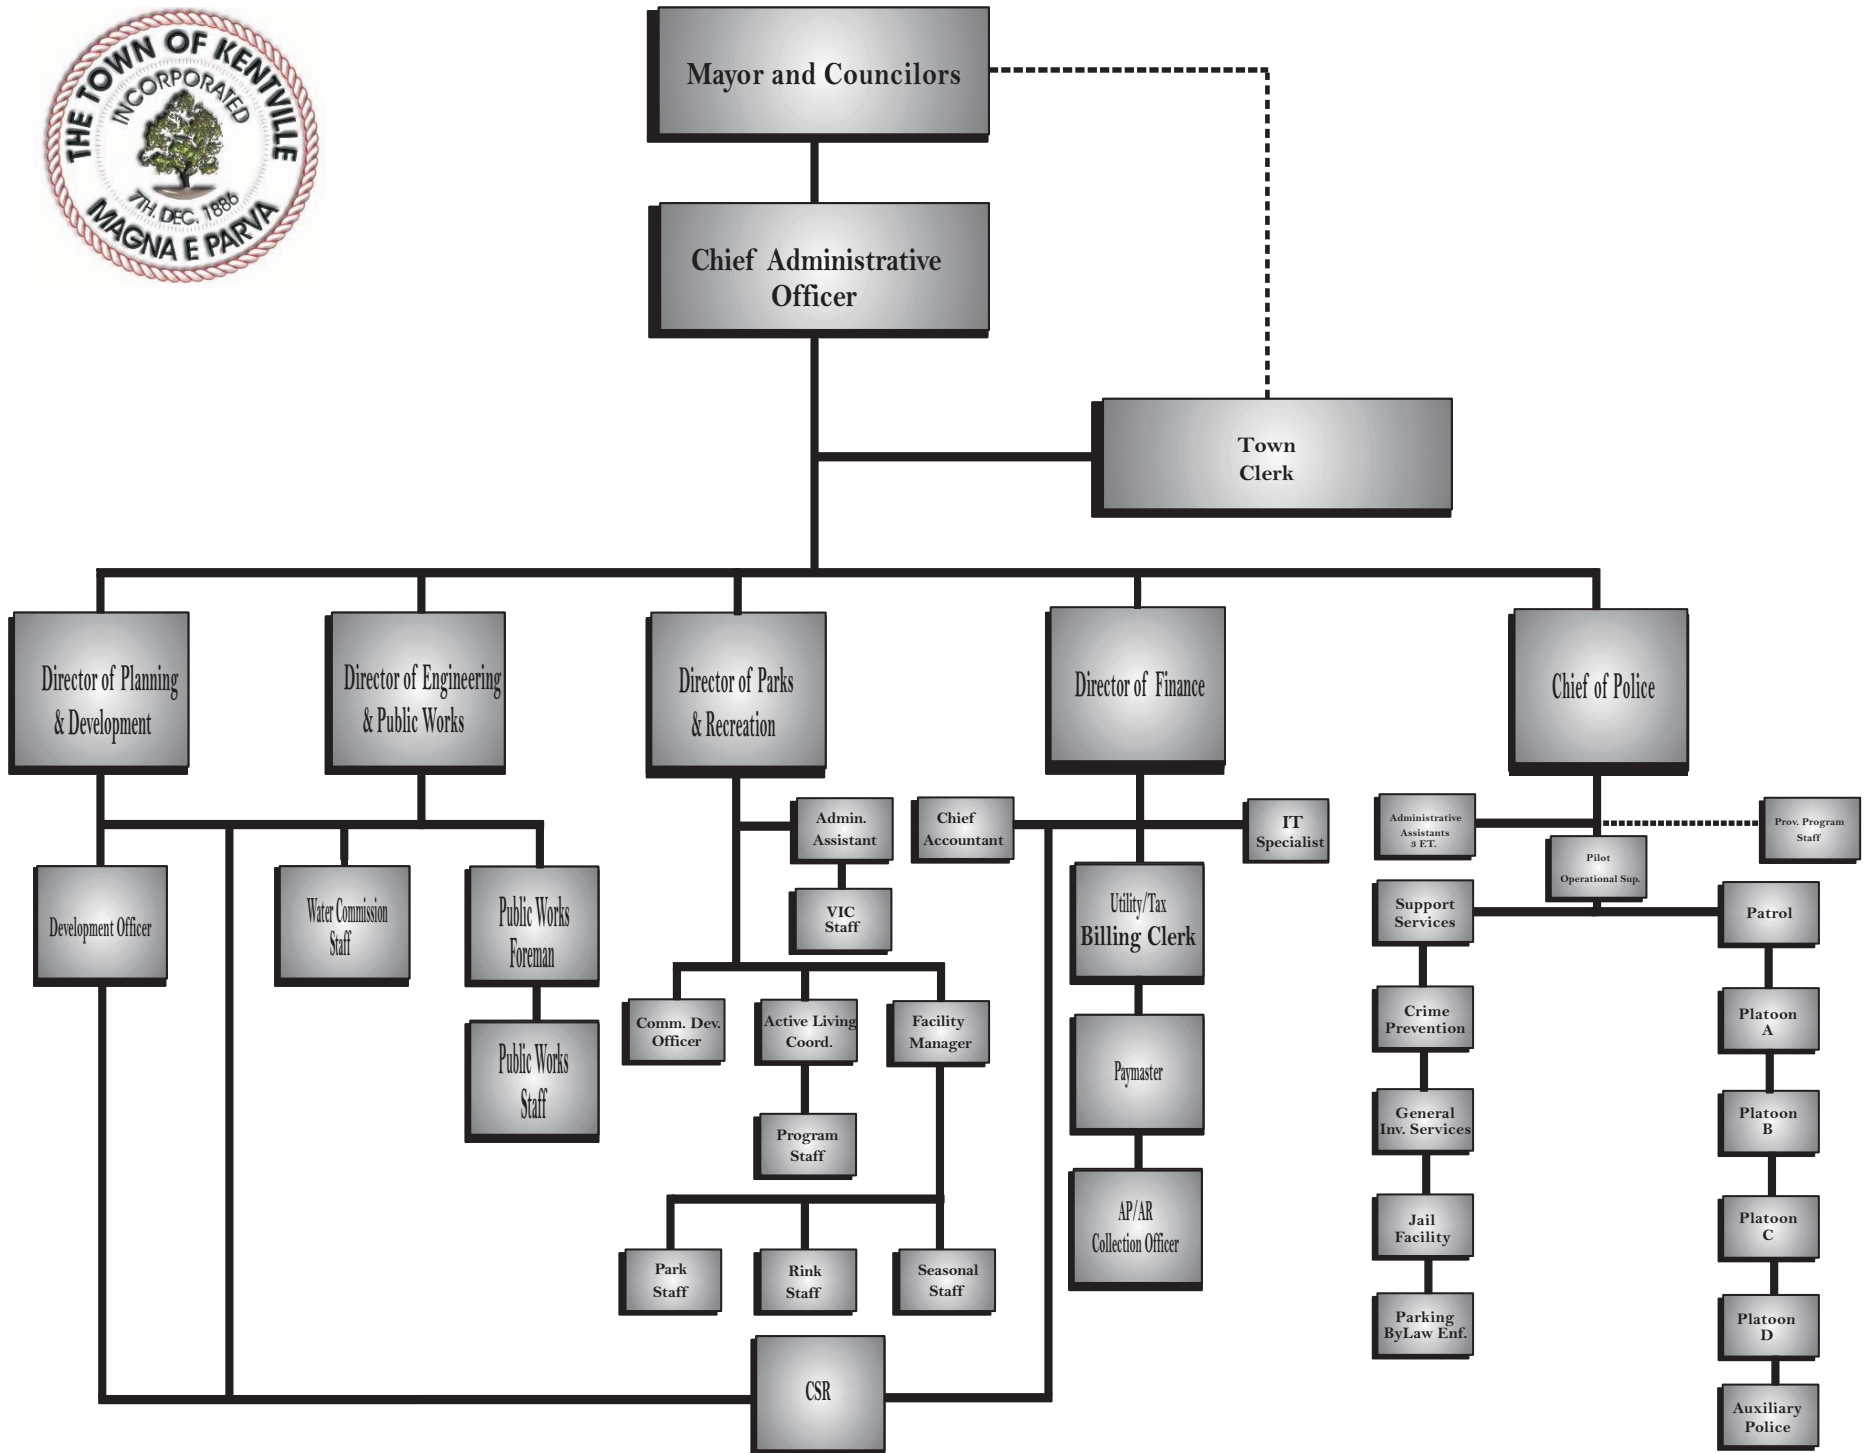 THE TOWN OF KENTVILLE
INCORPORATED
7TH. DEC. 1886
MAGNA E PARVA
Mayor and Councilors
Chief Administrative
Officer
Town
Clerk
Director of Planning
& Development
Director of Engineering
& Public Works
Director of Parks
& Recreation
Director of Finance
Chief of Police
Admin.
Assistant
VIC
Staff
Chief
Accountant
IT
Specialist
Administrative
Assistants
3 F.T.
Prov. Program
Staff
Pilot
Operational Sup.
Development Officer
Water Commission
Staff
Public Works
Foreman
Public Works
Staff
Utility/Tax
Billing Clerk
Support
Services
Patrol
Comm. Dev.
Officer
Active Living
Coord.
Facility
Manager
Program
Staff
Paymaster
Crime
Prevention
Platoon
A
General
Inv. Services
Platoon
B
AP/AR
Collection Officer
Jail
Facility
Platoon
C
Park
Staff
Rink
Staff
Seasonal
Staff
Parking
ByLaw Enf.
Platoon
D
CSR
Auxiliary
Police